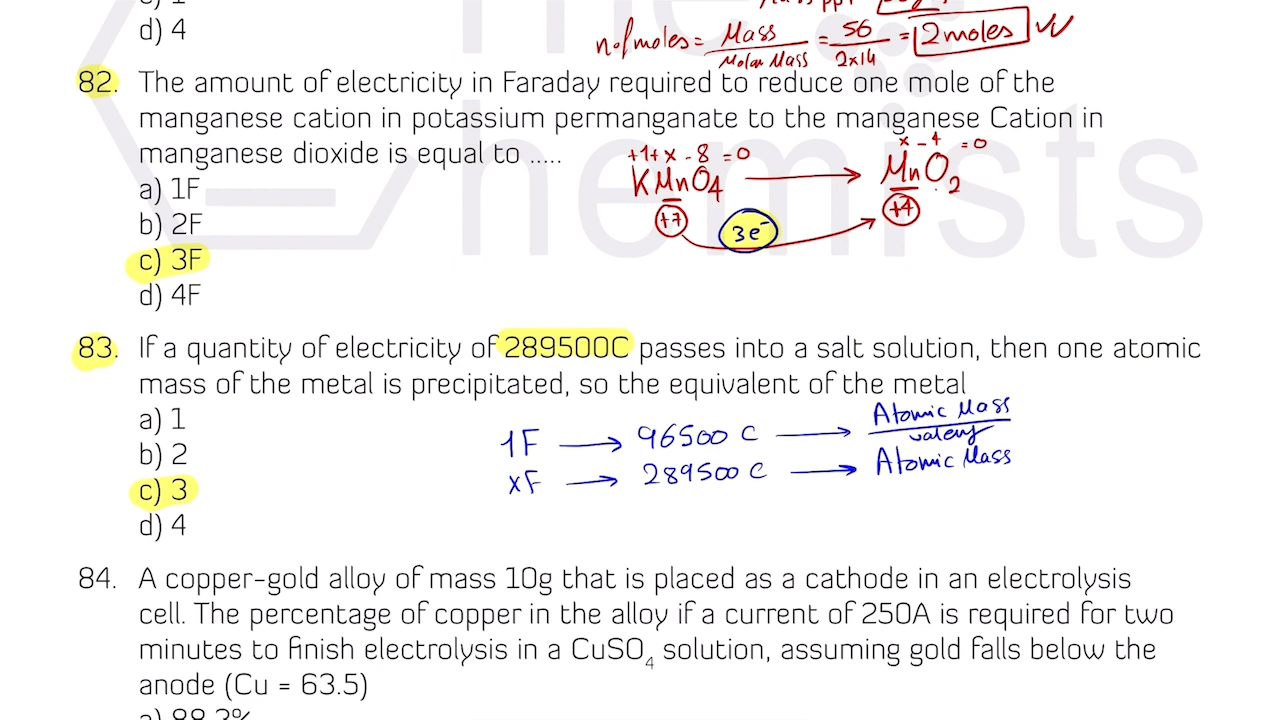 d) 4
n.of moles = Mass / Molar Mass = 56 / 2x14 = 2 moles
82. The amount of electricity in Faraday required to reduce one mole of the
manganese cation in potassium permanganate to the manganese Cation in
manganese dioxide is equal to .....
+1+x-8=0
x-4=0
KMnO4 → MnO2
+7 3e- +4
a) 1F
b) 2F
c) 3F
d) 4F
83. If a quantity of electricity of 289500C passes into a salt solution, then one atomic
mass of the metal is precipitated, so the equivalent of the metal
a) 1
b) 2
c) 3
d) 4
1F → 96500 C → Atomic Mass / valency
xF → 289500 C → Atomic Mass
84. A copper-gold alloy of mass 10g that is placed as a cathode in an electrolysis
cell. The percentage of copper in the alloy if a current of 250A is required for two
minutes to finish electrolysis in a CuSO4 solution, assuming gold falls below the
anode (Cu = 63.5)
a) 88.2%
hemists